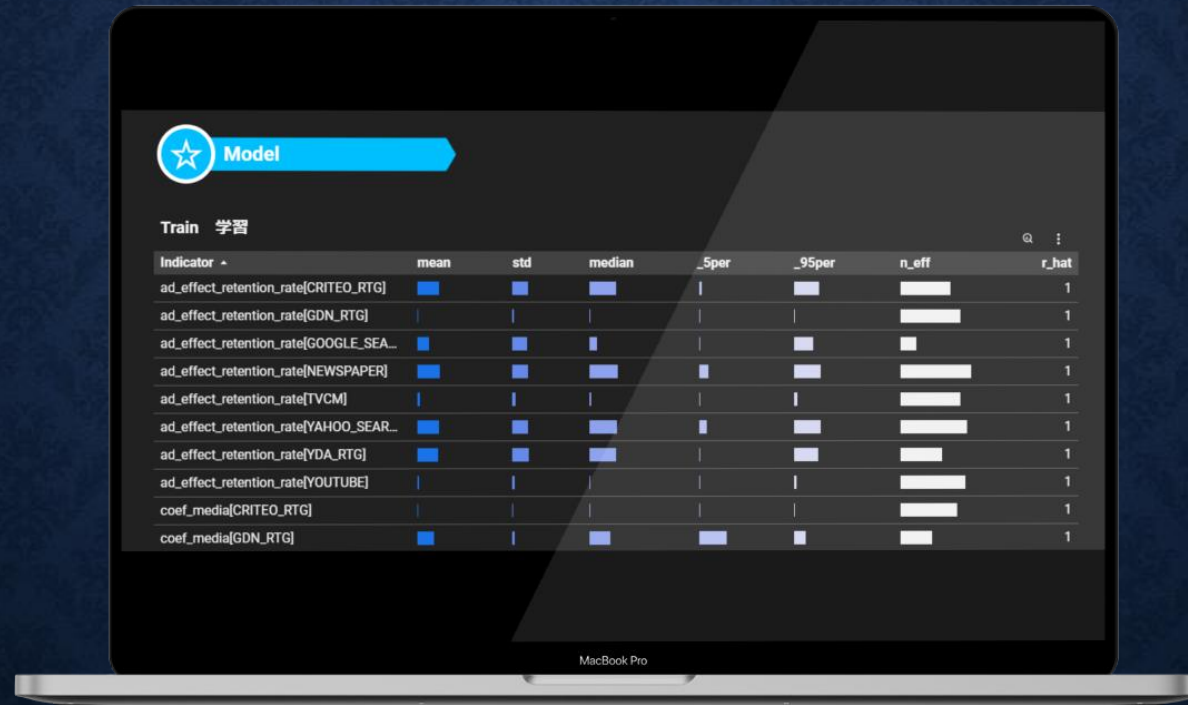 Model
Train 学習
Indicator mean std median _5per _95per n_eff r_hat
ad_effect_retention_rate[CRITEO_RTG] 1
ad_effect_retention_rate[GDN_RTG] 1
ad_effect_retention_rate[GOOGLE_SEA... 1
ad_effect_retention_rate[NEWSPAPER] 1
ad_effect_retention_rate[TVCM] 1
ad_effect_retention_rate[YAHOO_SEAR... 1
ad_effect_retention_rate[YDA_RTG] 1
ad_effect_retention_rate[YOUTUBE] 1
coef_media[CRITEO_RTG] 1
coef_media[GDN_RTG] 1
MacBook Pro